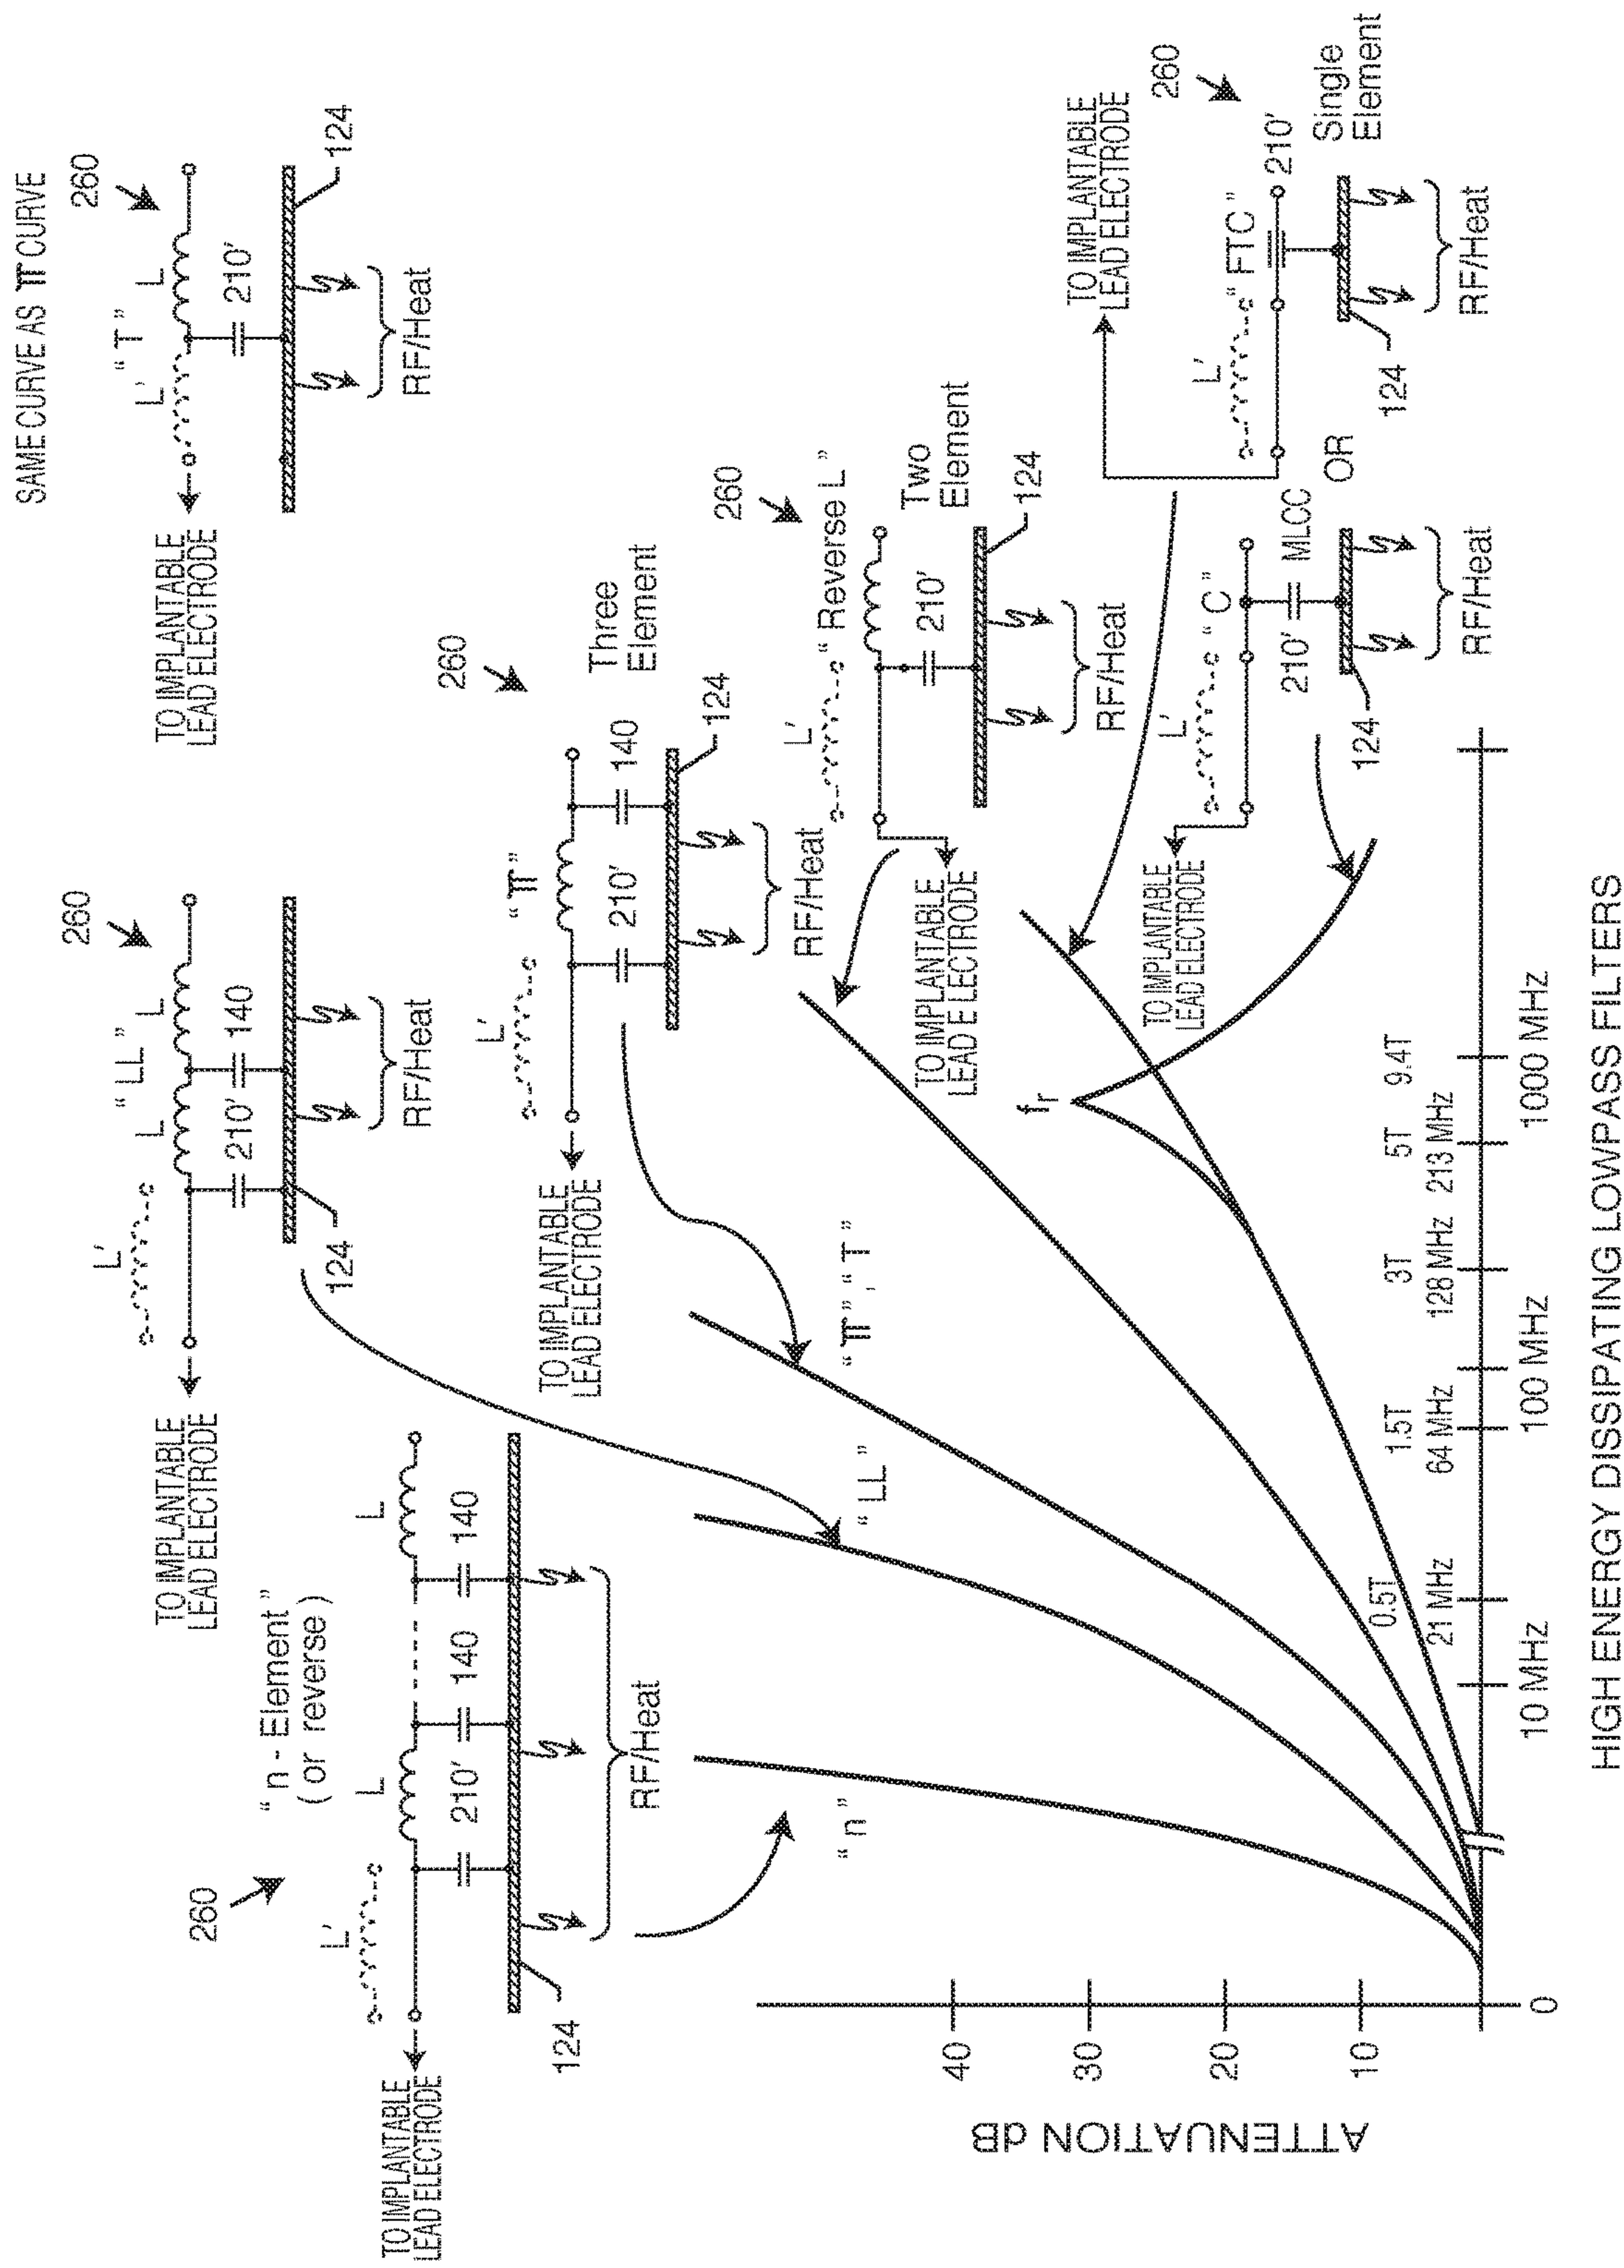 SAME CURVE AS π CURVE
260
"T"
L'
L
TO IMPLANTABLE
LEAD ELECTRODE
210'
124
RF/Heat
260
"LL"
L'
L
L
TO IMPLANTABLE
LEAD ELECTRODE
210'
140
124
RF/Heat
"n - Element"
( or reverse )
260
L'
L
L
TO IMPLANTABLE
LEAD ELECTRODE
210'
140
140
124
RF/Heat
"π"
260
Three
Element
L'
TO IMPLANTABLE
LEAD ELECTRODE
210'
140
124
RF/Heat
260
"Reverse L"
L'
Two
Element
TO IMPLANTABLE
LEAD ELECTRODE
210'
124
RF/Heat
TO IMPLANTABLE
LEAD ELECTRODE
260
L'
"FTC"
210'
Single
Element
124
RF/Heat
OR
L'
"C"
TO IMPLANTABLE
LEAD ELECTRODE
210'
MLCC
124
RF/Heat
"n"
"LL"
"π", "T"
fr
ATTENUATION dB
40
30
20
10
0
0.5T
1.5T
3T
5T
9.4T
21 MHz
64 MHz
128 MHz
213 MHz
10 MHz
100 MHz
1000 MHz
HIGH ENERGY DISSIPATING LOWPASS FILTERS